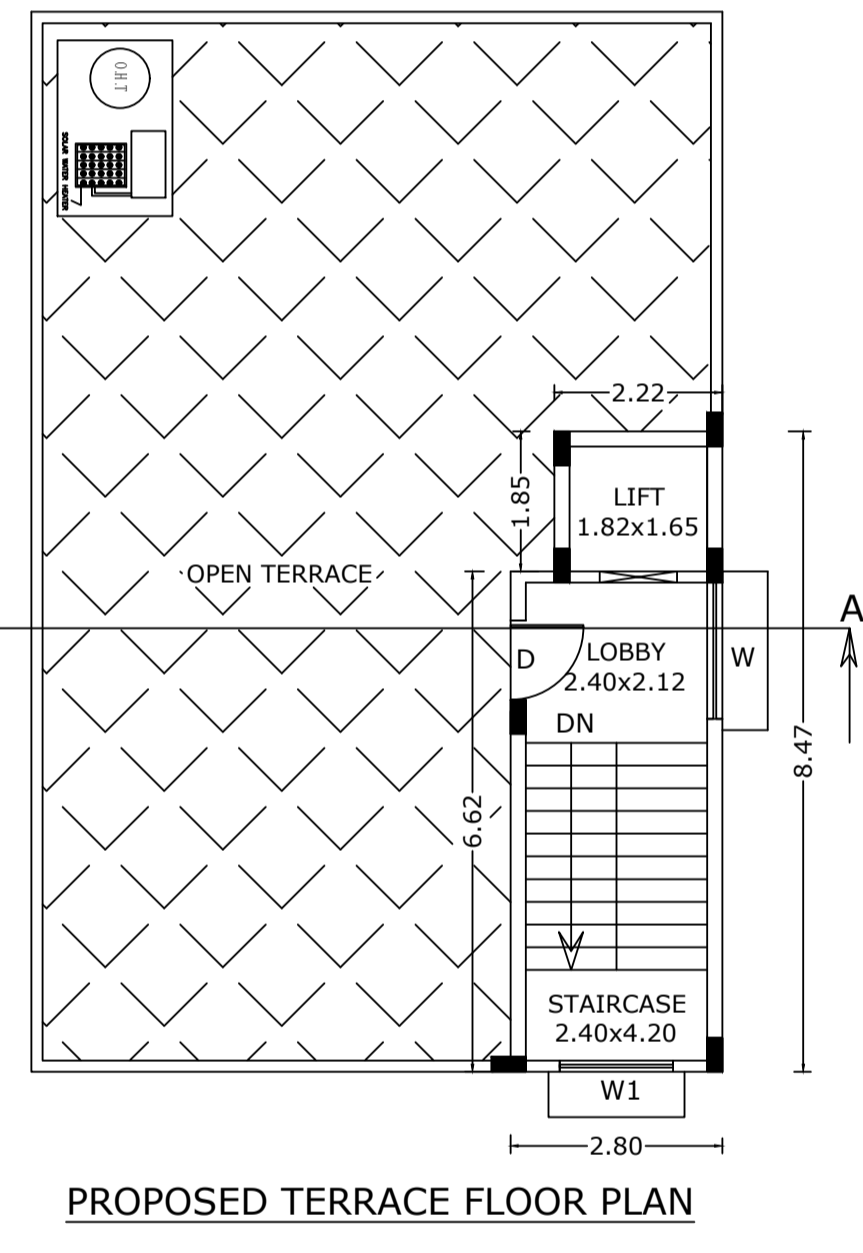 O.H.T
SOLAR WATER HEATER
2.22
1.85
LIFT
1.82x1.65
OPEN TERRACE
A
D
LOBBY
2.40x2.12
W
DN
8.47
6.62
STAIRCASE
2.40x4.20
W1
2.80
PROPOSED TERRACE FLOOR PLAN